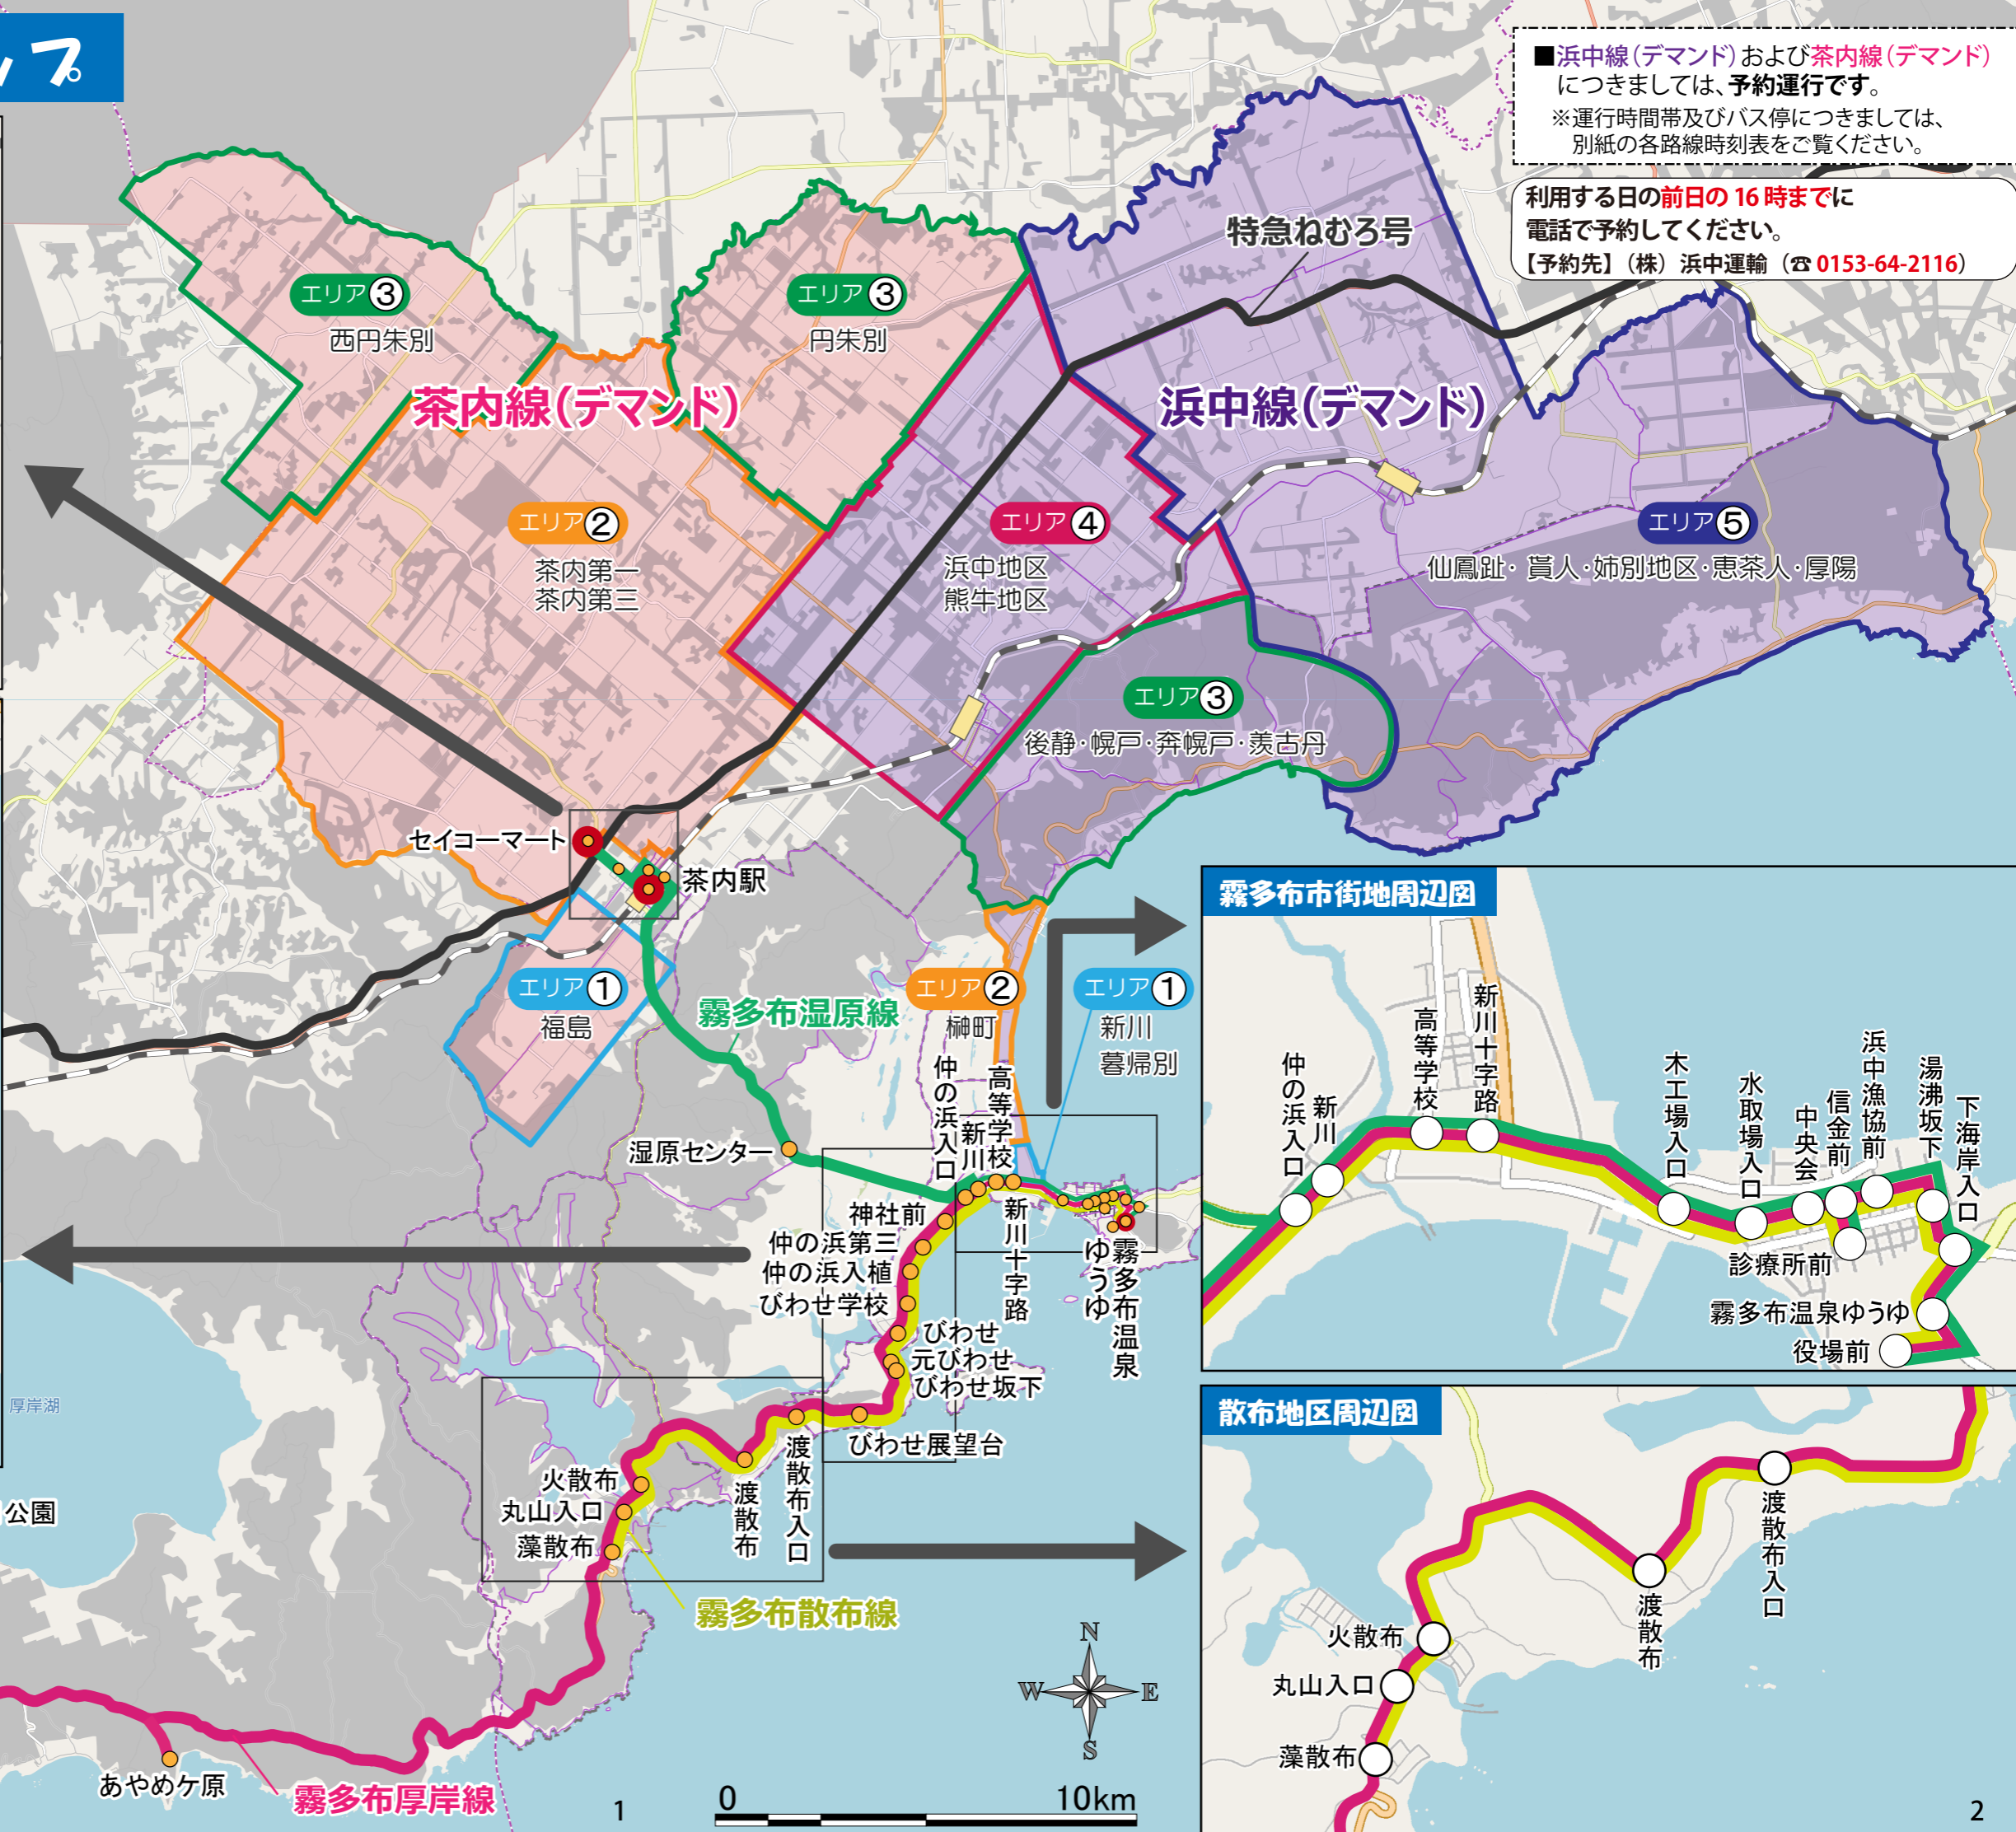 ップ
■浜中線（デマンド）および茶内線（デマンド）
につきましては、予約運行です。
※運行時間帯及びバス停につきましては、
別紙の各路線時刻表をご覧ください。
利用する日の前日の16時までに
電話で予約してください。
【予約先】（株）浜中運輸（☎0153-64-2116）
特急ねむろ号
エリア③
西円朱別
エリア③
円朱別
茶内線（デマンド）
浜中線（デマンド）
エリア②
茶内第一
茶内第三
エリア④
浜中地区
熊牛地区
エリア⑤
仙鳳趾・貰人・姉別地区・恵茶人・厚陽
エリア③
後静・幌戸・奔幌戸・羨古丹
セイコーマート
茶内駅
エリア①
福島
霧多布湿原線
エリア②
榊町
エリア①
新川
暮帰別
湿原センター
仲の浜入口
新川
高等学校
新川十字路
神社前
仲の浜第三
仲の浜入植
びわせ学校
びわせ
元びわせ
びわせ坂下
びわせ展望台
霧多布温泉
ゆうゆ
渡散布入口
渡散布
火散布
丸山入口
藻散布
霧多布散布線
厚岸湖
公園
あやめケ原
霧多布厚岸線
N
W
E
S
0
10km
1
霧多布市街地周辺図
仲の浜入口
新川
高等学校
新川十字路
木工場入口
水取場入口
中央会
信金前
浜中漁協前
湯沸坂下
下海岸入口
診療所前
霧多布温泉ゆうゆ
役場前
散布地区周辺図
渡散布入口
渡散布
火散布
丸山入口
藻散布
2